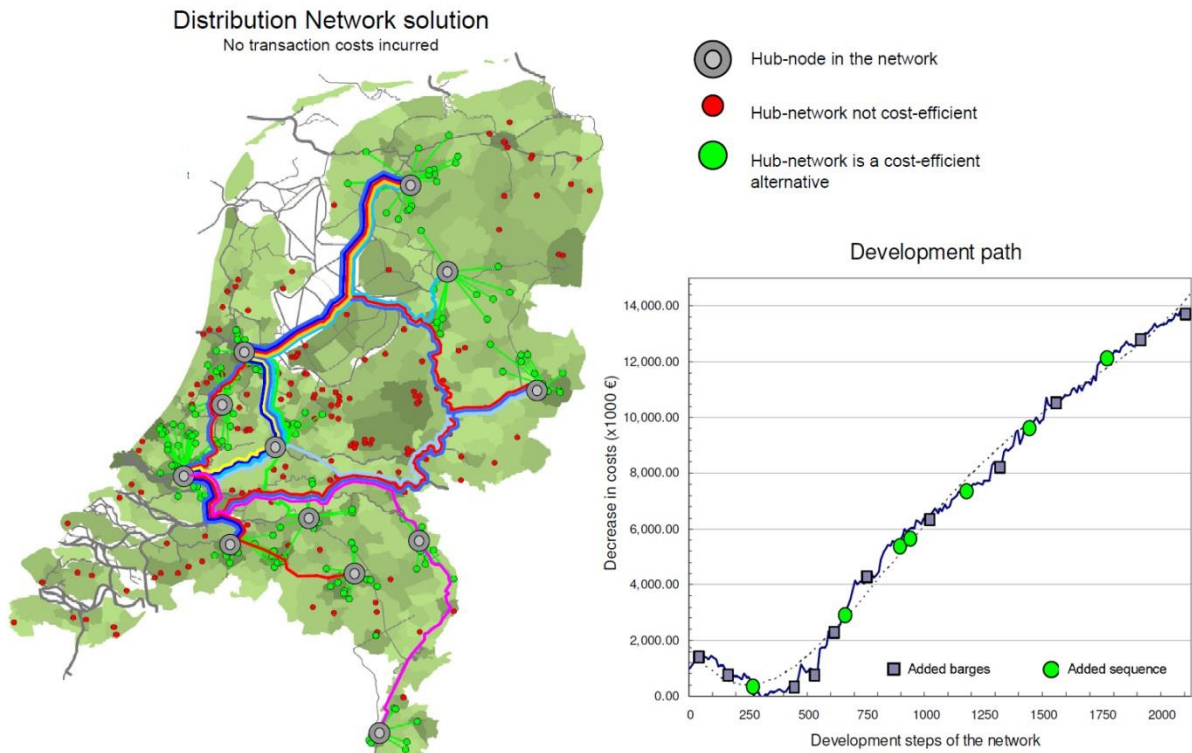 Distribution Network solution
No transaction costs incurred
Hub-node in the network
Hub-network not cost-efficient
Hub-network is a cost-efficient
alternative
Development path
Decrease in costs (x1000 €)
14,000.00
12,000.00
10,000.00
8,000.00
6,000.00
4,000.00
2,000.00
0.00
Added barges
Added sequence
0
250
500
750
1000
1250
1500
1750
2000
Development steps of the network